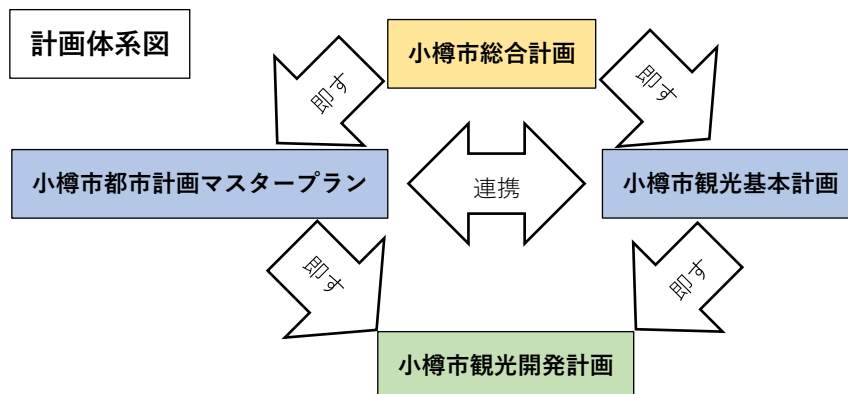 計画体系図
小樽市総合計画
即す
即す
小樽市都市計画マスタープラン
連携
小樽市観光基本計画
即す
即す
小樽市観光開発計画